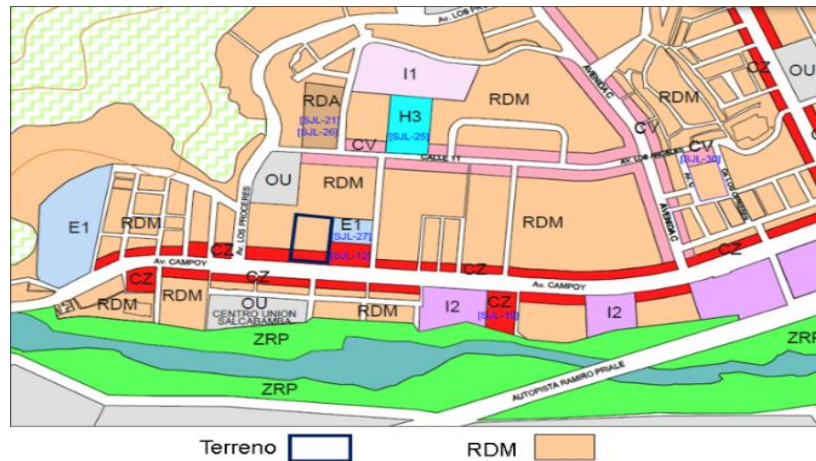 Av. LOS PROCERES
I1
RDA
[SJL-21]
[SJL-26]
H3
[SJL-25]
RDM
AVENIDA C
CZ
OU
RDM
CV
CV
[SJL-30]
CV
CALLE 11
AV. LOS ANGELES
OU
RDM
AV. LOS PROCERES
E1
RDM
E1
[SJL-27]
[SJL-12]
RDM
AVENIDA C
CZ
CZ
Av. CAMPOY
CZ
CZ
CZ
Av. CAMPOY
RDM
RDM
OU
CENTRO UNION
SALCABAMBA
RDM
I2
CZ
I2
ZRP
ZRP
ZRP
AUTOPISTA RAMIRO PRIALE
Terreno
RDM